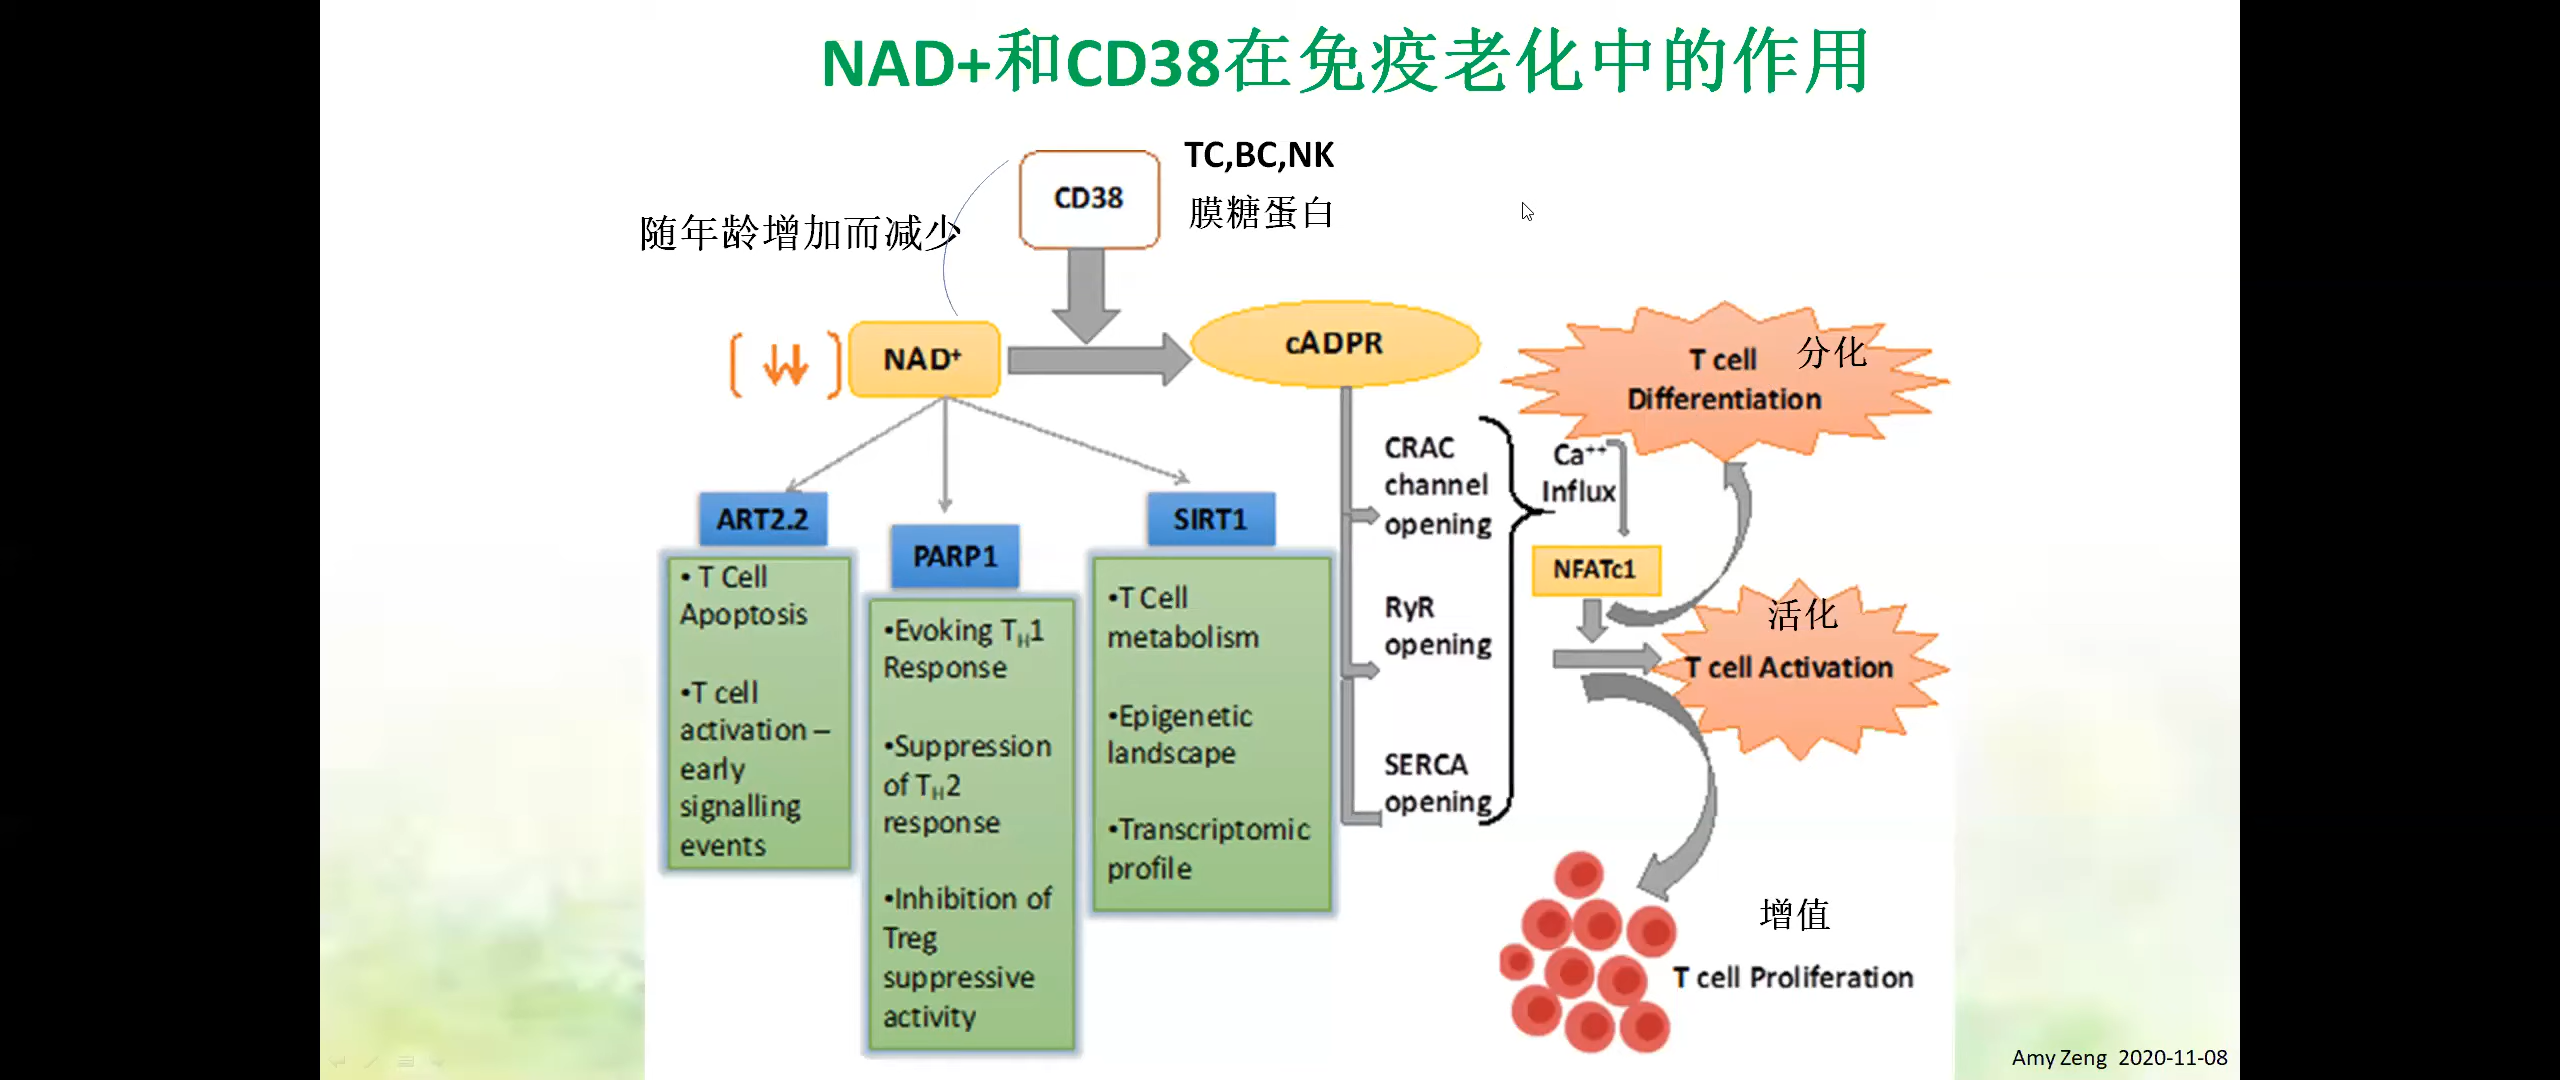 NAD+和CD38在免疫老化中的作用
TC,BC,NK
CD38
膜糖蛋白
随年龄增加而减少
NAD⁺
cADPR
T cell 分化
Differentiation
CRAC
channel
opening
Ca⁺⁺
Influx
ART2.2
PARP1
SIRT1
NFATc1
• T Cell
Apoptosis
•T cell
activation –
early
signalling
events
•Evoking TH1
Response
•Suppression
of TH2
response
•Inhibition of
Treg
suppressive
activity
•T Cell
metabolism
•Epigenetic
landscape
•Transcriptomic
profile
RyR
opening
SERCA
opening
活化
T cell Activation
增值
T cell Proliferation
Amy Zeng 2020-11-08